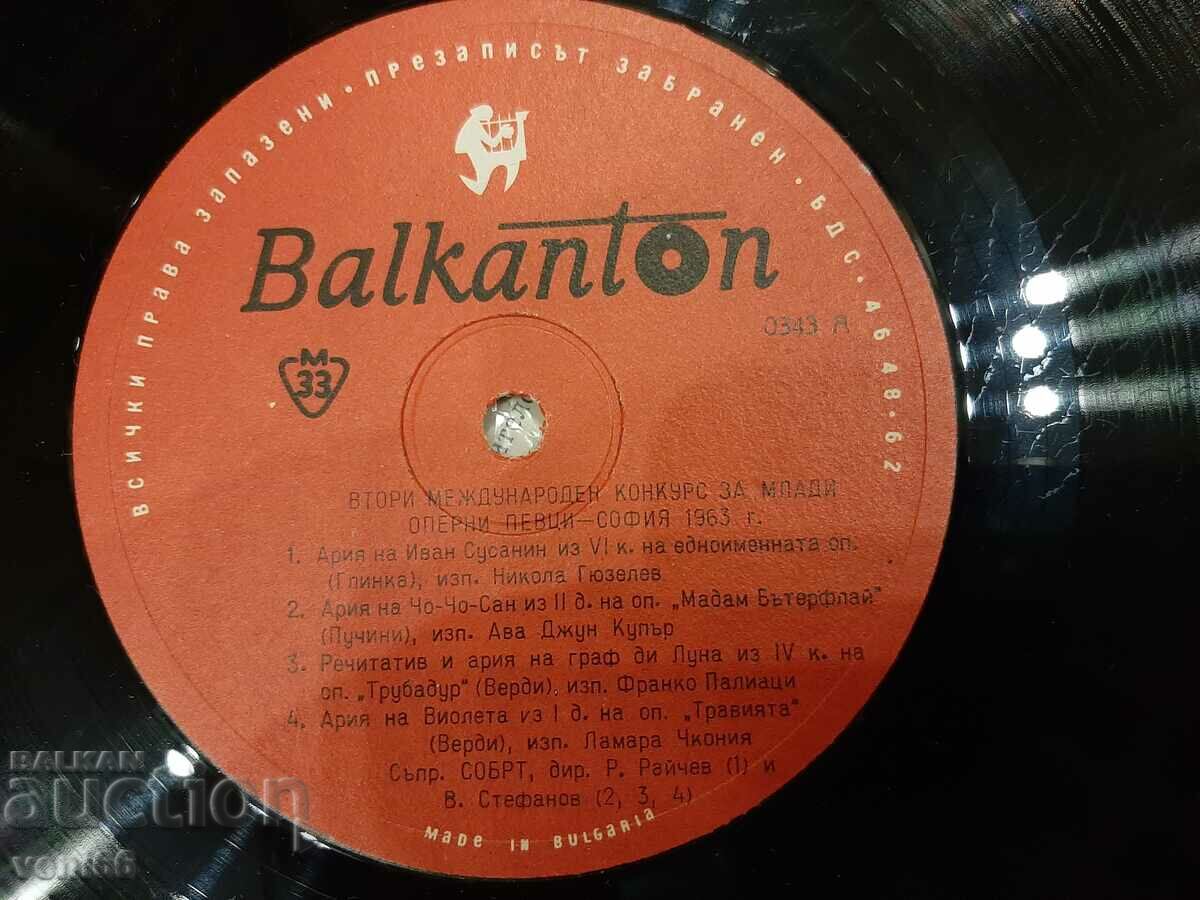 ВСИЧКИ ПРАВА ЗАПАЗЕНИ · ПРЕЗАПИСЪТ ЗАБРАНЕН · БДС · 4648-62
Balkanton
0343 A
M
33
ВТОРИ МЕЖДУНАРОДЕН КОНКУРС ЗА МЛАДИ
ОПЕРНИ ПЕВЦИ—СОФИЯ 1963 г.
1. Ария на Иван Сусанин из VI к. на едноименната оп.
(Глинка), изп. Никола Гюзелев
2. Ария на Чо-Чо-Сан из II д. на оп. „Мадам Бътерфлай"
(Пучини), изп. Ава Джун Купър
3. Речитатив и ария на граф ди Луна из IV к. на
оп. „Трубадур" (Верди), изп. Франко Палиаци
4. Ария на Виолета из I д. на оп. „Травията"
(Верди), изп. Ламара Чкония
Съпр. СОБРТ, дир. Р. Райчев (1) и
В. Стефанов (2, 3, 4)
MADE IN BULGARIA
BALKAN
auction